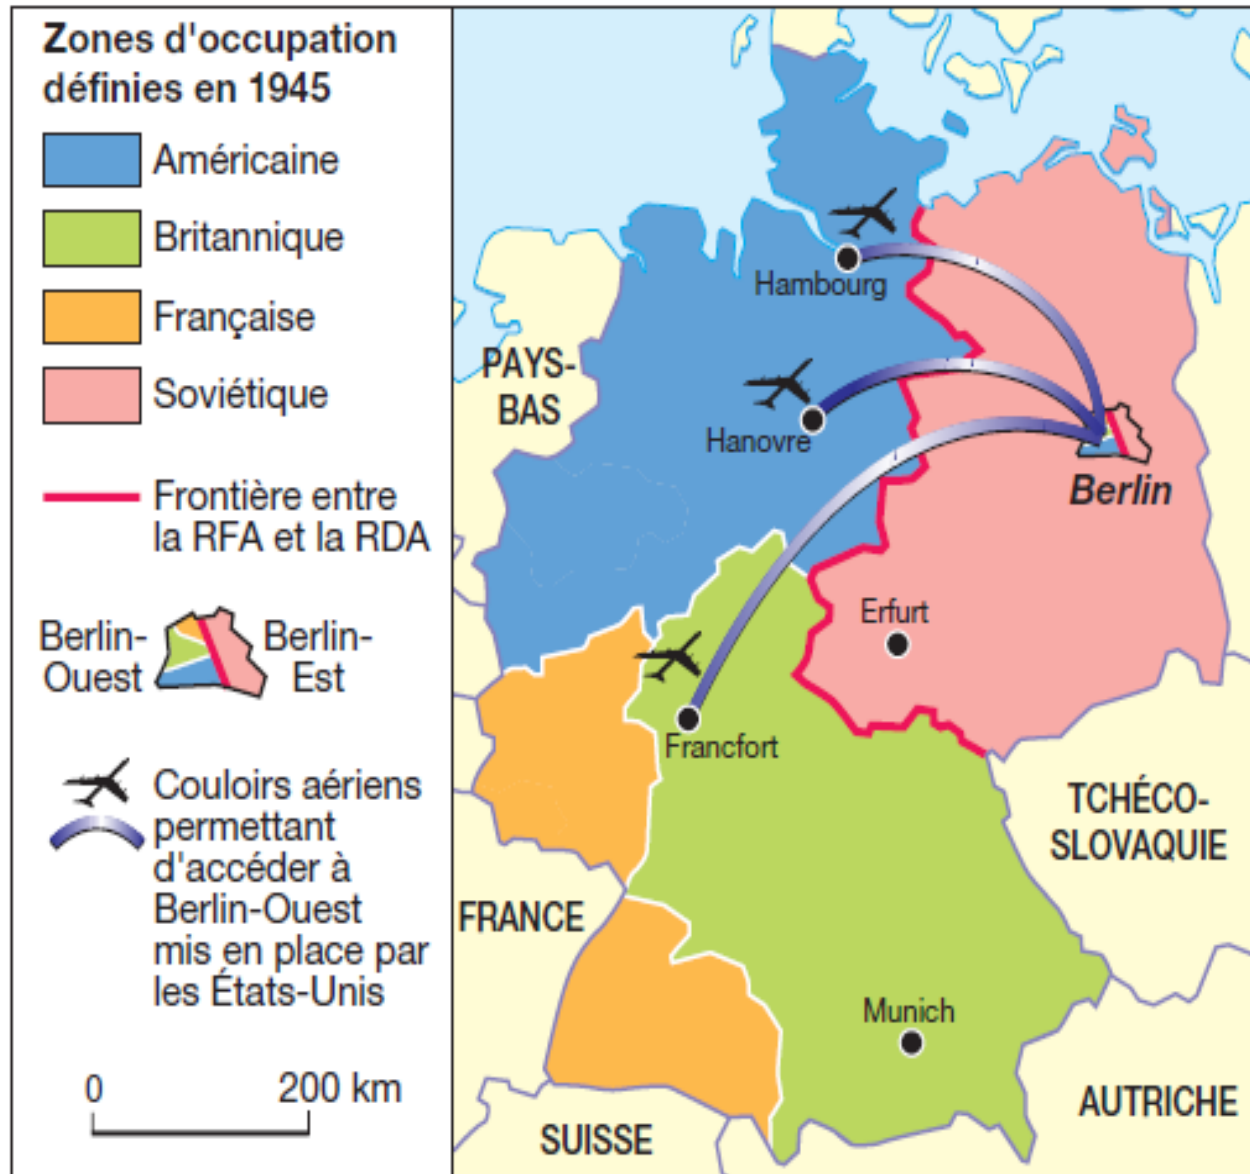 Zones d'occupation
définies en 1945
Américaine
Britannique
Française
Soviétique
Frontière entre
la RFA et la RDA
Berlin-
Ouest
Berlin-
Est
Couloirs aériens
permettant
d'accéder à
Berlin-Ouest
mis en place par
les États-Unis
0
200 km
Hambourg
PAYS-
BAS
Hanovre
Berlin
Erfurt
Francfort
TCHÉCO-
SLOVAQUIE
FRANCE
Munich
AUTRICHE
SUISSE